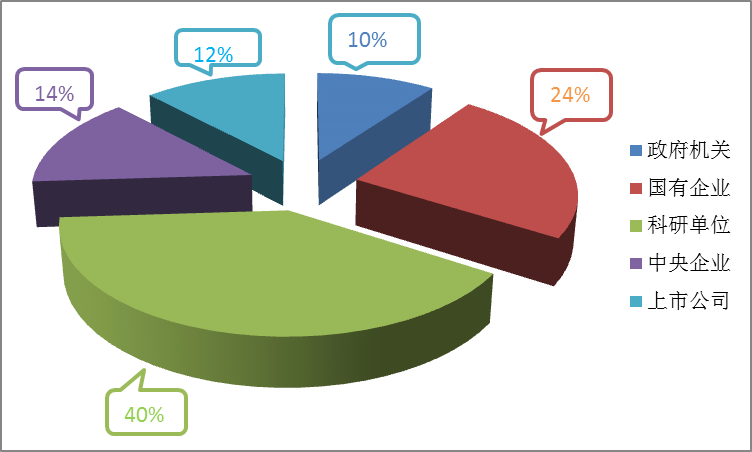 10%
12%
14%
24%
40%
政府机关
国有企业
科研单位
中央企业
上市公司